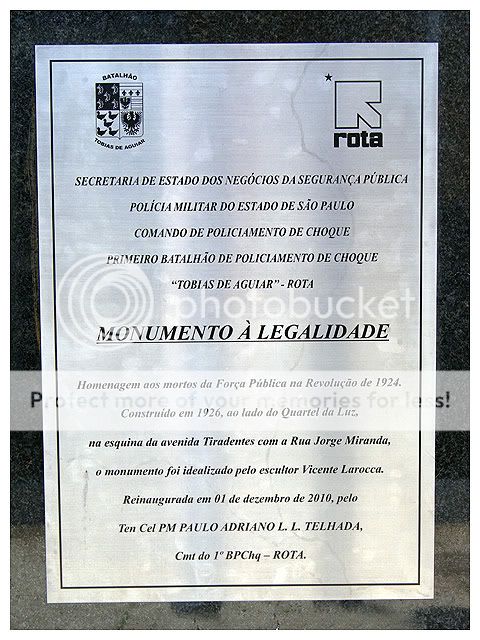 BATALHÃO
TOBIAS DE AGUIAR
rota
SECRETARIA DE ESTADO DOS NEGÓCIOS DA SEGURANÇA PÚBLICA
POLÍCIA MILITAR DO ESTADO DE SÃO PAULO
COMANDO DE POLICIAMENTO DE CHOQUE
PRIMEIRO BATALHÃO DE POLICIAMENTO DE CHOQUE
“TOBIAS DE AGUIAR” - ROTA
photobucket
MONUMENTO À LEGALIDADE
Homenagem aos mortos da Força Pública na Revolução de 1924.
Protect more of your memories for less!
Construído em 1926, ao lado do Quartel da Luz,
na esquina da avenida Tiradentes com a Rua Jorge Miranda,
o monumento foi idealizado pelo escultor Vicente Larocca.
Reinaugurada em 01 de dezembro de 2010, pelo
Ten Cel PM PAULO ADRIANO L. L. TELHADA,
Cmt do 1º BPChq – ROTA.